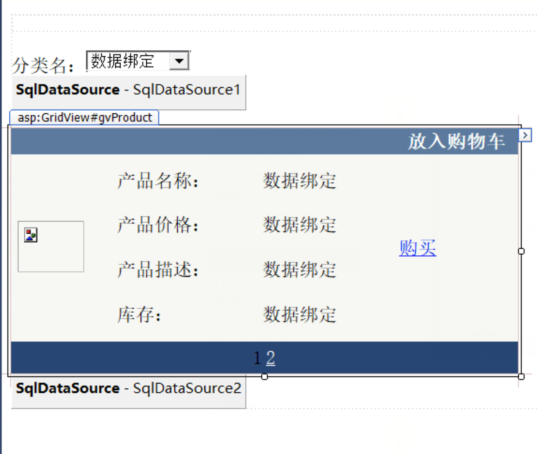 分类名： 数据绑定
SqlDataSource - SqlDataSource1
asp:GridView#gvProduct
放入购物车
产品名称： 数据绑定
产品价格： 数据绑定
购买
产品描述： 数据绑定
库存： 数据绑定
1 2
SqlDataSource - SqlDataSource2